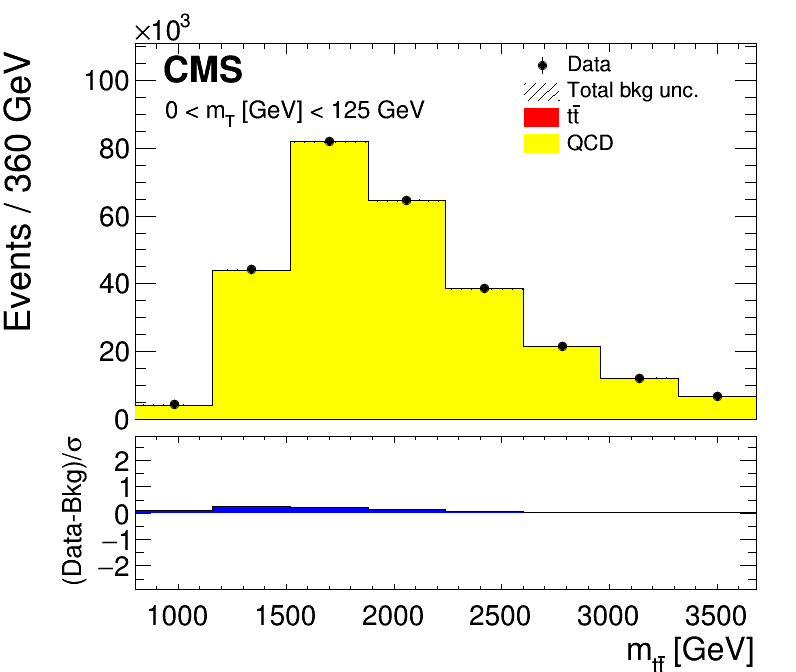 ×10³
Events / 360 GeV
100
80
60
40
20
0
CMS
0 < m_T [GeV] < 125 GeV
Data
Total bkg unc.
tt̄
QCD
(Data-Bkg)/σ
2
1
0
−1
−2
1000 1500 2000 2500 3000 3500
m_tt̄ [GeV]